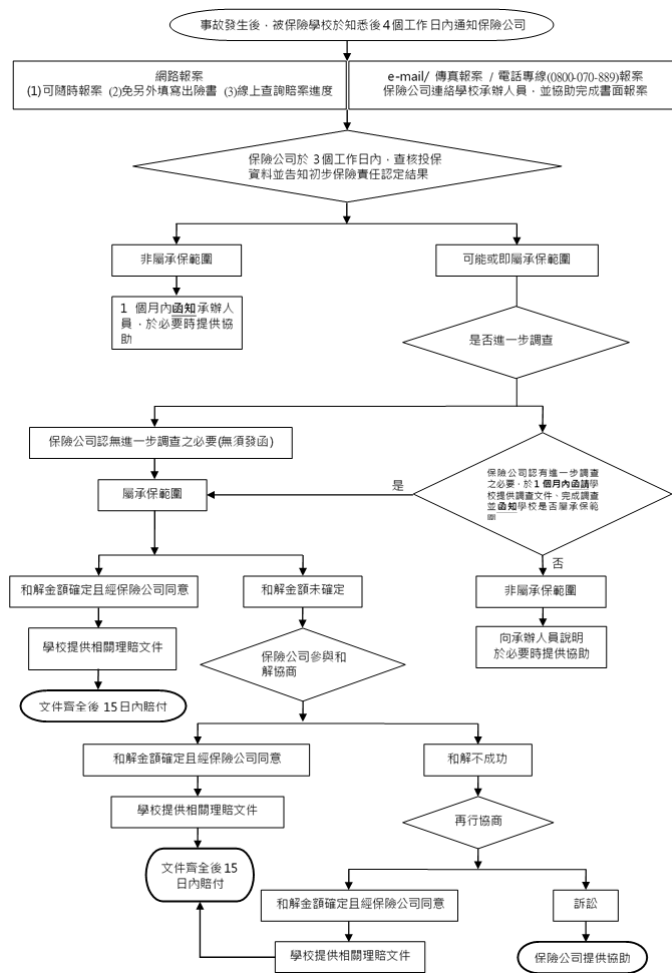 事故發生後，被保險學校於知悉後 4 個工作日內通知保險公司
網路報案
(1)可隨時報案 (2)免另外填寫出險書 (3)線上查詢賠案進度
e-mail/ 傳真報案 / 電話專線(0800-070-889)報案
保險公司連絡學校承辦人員，並協助完成書面報案
保險公司於 3 個工作日內，查核投保
資料並告知初步保險責任認定結果
非屬承保範圍
可能或即屬承保範圍
1 個月內函知承辦人
員，於必要時提供協
助
是否進一步調查
保險公司認無進一步調查之必要(無須發函)
保險公司認有進一步調查
之必要，於 1 個月內函請學
校提供調查文件、完成調查
並函知學校是否屬承保範
圍
屬承保範圍
是
否
和解金額確定且經保險公司同意
和解金額未確定
非屬承保範圍
學校提供相關理賠文件
保險公司參與和
解協商
向承辦人員說明
於必要時提供協助
文件齊全後 15 日內賠付
和解金額確定且經保險公司同意
和解不成功
學校提供相關理賠文件
再行協商
文件齊全後 15
日內賠付
和解金額確定且經保險公司同意
訴訟
學校提供相關理賠文件
保險公司提供協助